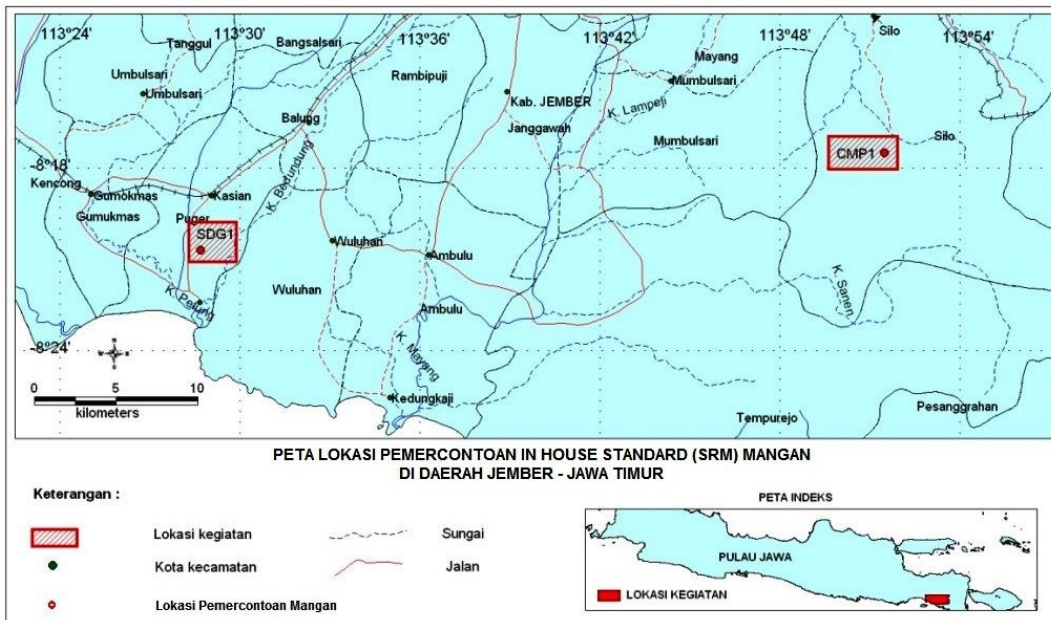 113°24'
113°30'
113°36'
113°42'
113°48'
113°54'
Tanggul
Bangsalsari
Silo
Mayang
Umbulsari
Umbulsari
Rambipuji
Mumbulsari
Kab. JEMBER
K. Lampeji
Balung
Janggawah
Mumbulsari
Silo
CMP1
-8°18'
Kencong
K. Bedundung
Gumokmas
Kasian
Gumukmas
Puger
SDG1
Wuluhan
Ambulu
Wuluhan
K. Sanen
K. Pelung
Ambulu
-8°24'
K. Mayang
0 5 10
kilometers
Kedungkaji
Tempurejo
Pesanggrahan
PETA LOKASI PEMERCONTOAN IN HOUSE STANDARD (SRM) MANGAN
DI DAERAH JEMBER - JAWA TIMUR
Keterangan :
Lokasi kegiatan
Sungai
Kota kecamatan
Jalan
Lokasi Pemercontoan Mangan
PETA INDEKS
PULAU JAWA
LOKASI KEGIATAN